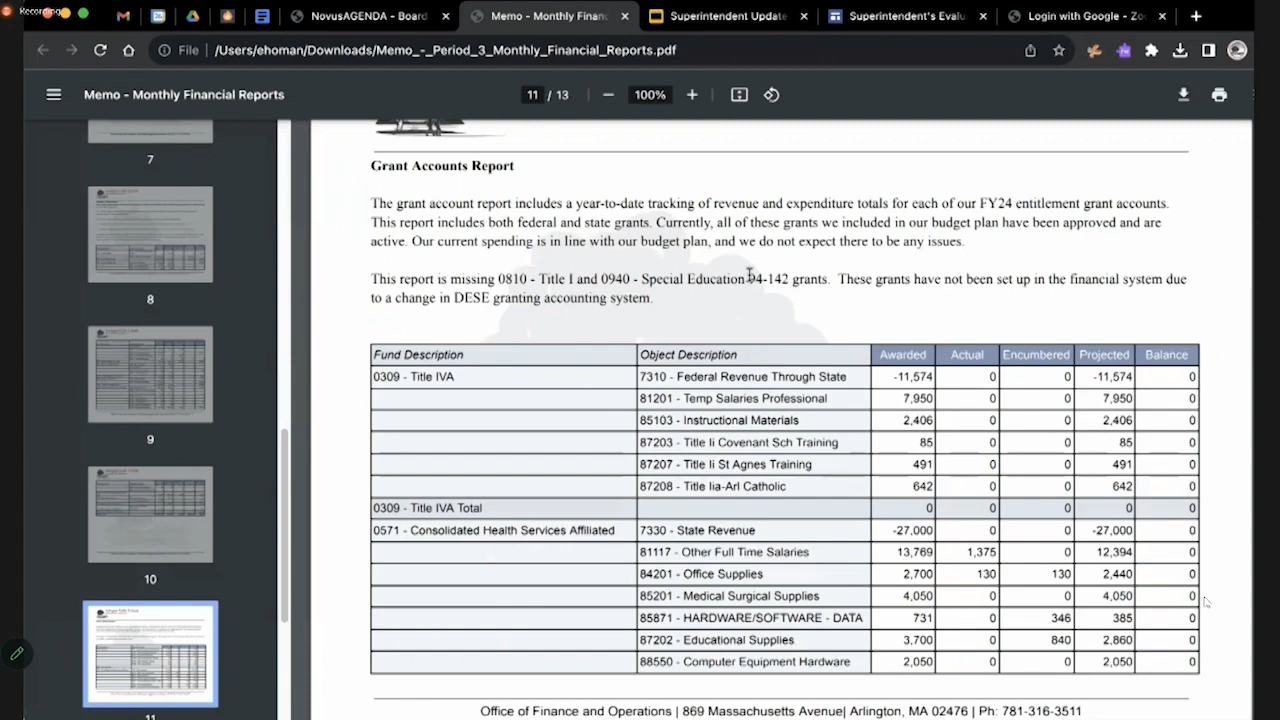 Recording
NovusAGENDA - Board
Memo - Monthly Financ
Superintendent Update
Superintendent's Evalu
Login with Google - Zo
File
/Users/ehoman/Downloads/Memo_-_Period_3_Monthly_Financial_Reports.pdf
Memo - Monthly Financial Reports
11 / 13
100%
7
8
9
10
11
Grant Accounts Report
The grant account report includes a year-to-date tracking of revenue and expenditure totals for each of our FY24 entitlement grant accounts.
This report includes both federal and state grants. Currently, all of these grants we included in our budget plan have been approved and are
active. Our current spending is in line with our budget plan, and we do not expect there to be any issues.
This report is missing 0810 - Title I and 0940 - Special Education 94-142 grants. These grants have not been set up in the financial system due
to a change in DESE granting accounting system.
Fund Description Object Description Awarded Actual Encumbered Projected Balance
0309 - Title IVA 7310 - Federal Revenue Through State -11,574 0 0 -11,574 0
81201 - Temp Salaries Professional 7,950 0 0 7,950 0
85103 - Instructional Materials 2,406 0 0 2,406 0
87203 - Title Ii Covenant Sch Training 85 0 0 85 0
87207 - Title Ii St Agnes Training 491 0 0 491 0
87208 - Title Iia-Arl Catholic 642 0 0 642 0
0309 - Title IVA Total 0 0 0 0 0
0571 - Consolidated Health Services Affiliated 7330 - State Revenue -27,000 0 0 -27,000 0
81117 - Other Full Time Salaries 13,769 1,375 0 12,394 0
84201 - Office Supplies 2,700 130 130 2,440 0
85201 - Medical Surgical Supplies 4,050 0 0 4,050 0
85871 - HARDWARE/SOFTWARE - DATA 731 0 346 385 0
87202 - Educational Supplies 3,700 0 840 2,860 0
88550 - Computer Equipment Hardware 2,050 0 0 2,050 0
Office of Finance and Operations | 869 Massachusetts Avenue| Arlington, MA 02476 | Ph: 781-316-3511